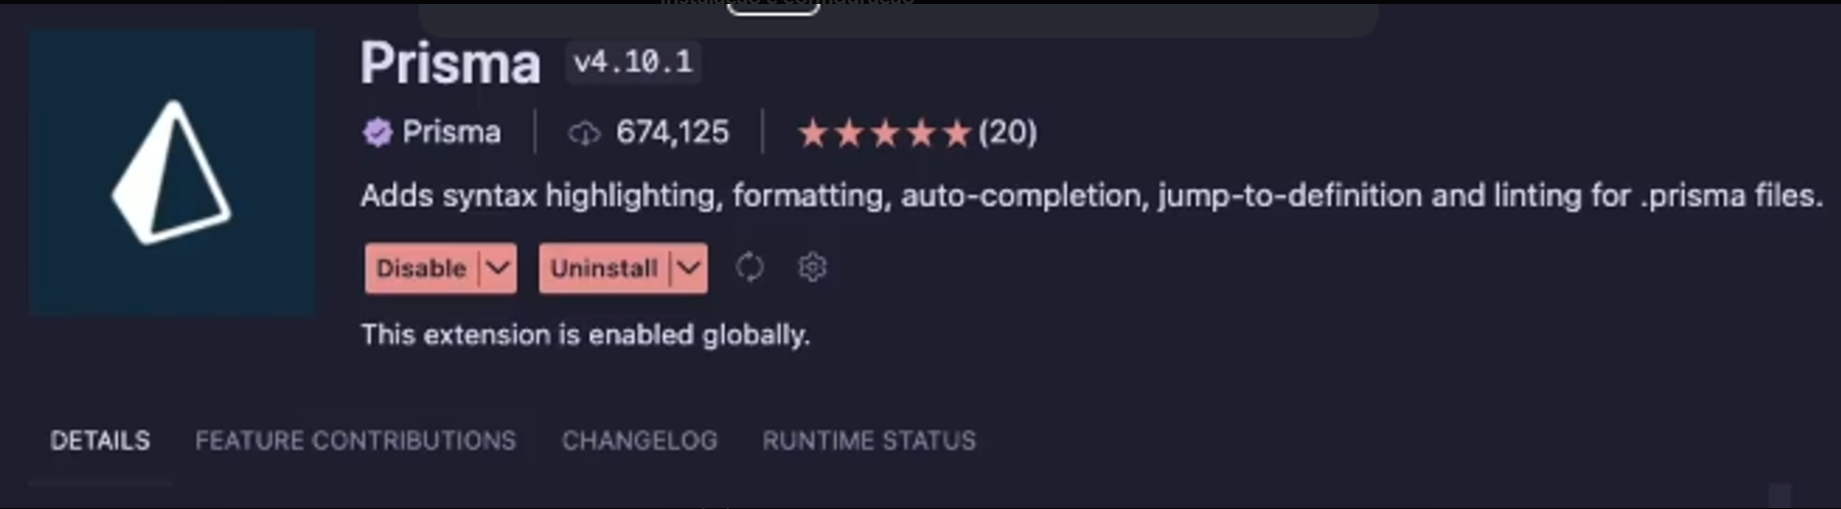 Prisma v4.10.1
Prisma 674,125 (20)
Adds syntax highlighting, formatting, auto-completion, jump-to-definition and linting for .prisma files.
Disable Uninstall
This extension is enabled globally.
DETAILS FEATURE CONTRIBUTIONS CHANGELOG RUNTIME STATUS